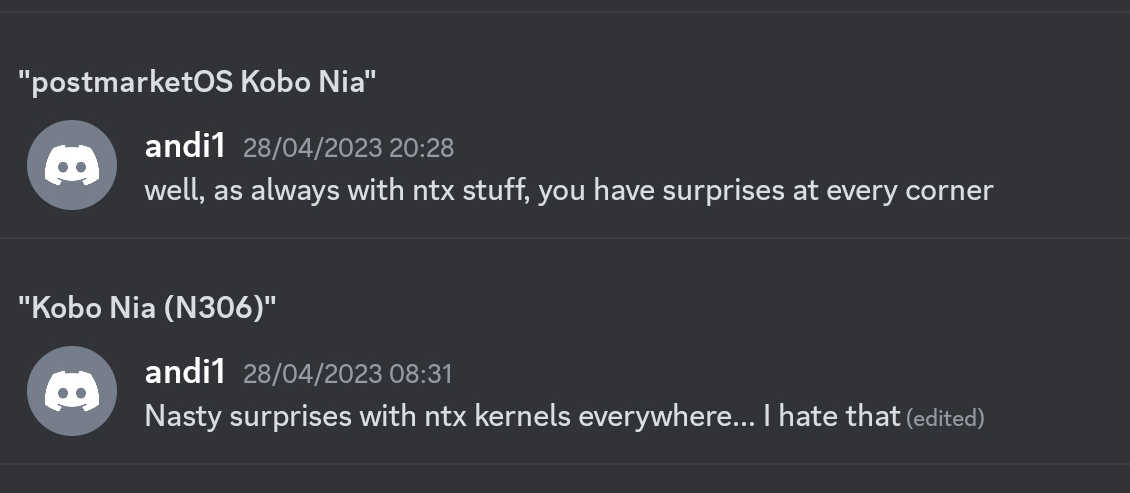 "postmarketOS Kobo Nia"
andi1 28/04/2023 20:28
well, as always with ntx stuff, you have surprises at every corner
"Kobo Nia (N306)"
andi1 28/04/2023 08:31
Nasty surprises with ntx kernels everywhere... I hate that (edited)